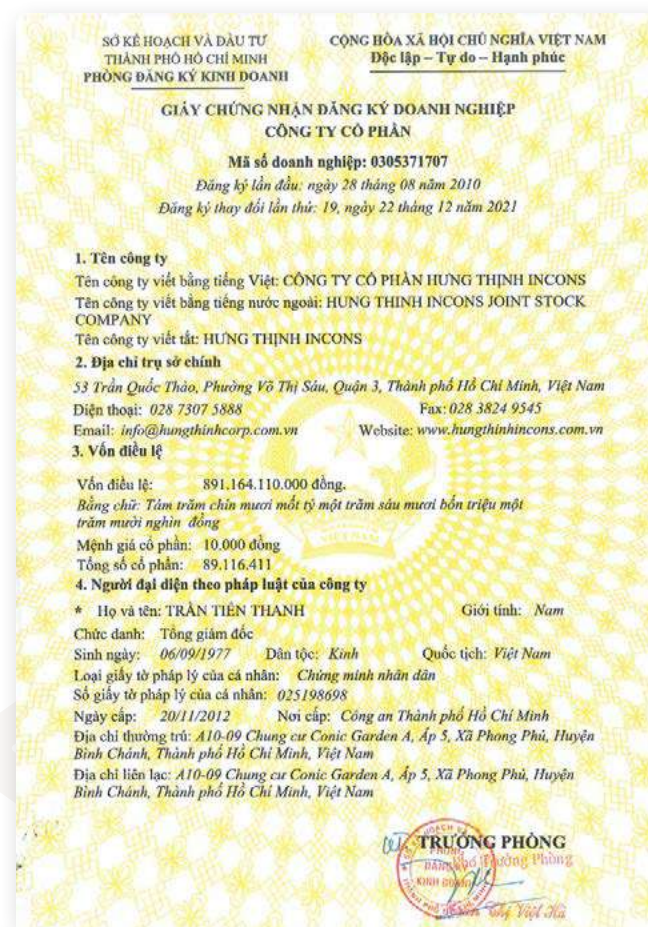 SỞ KẾ HOẠCH VÀ ĐẦU TƯ
THÀNH PHỐ HỒ CHÍ MINH
PHÒNG ĐĂNG KÝ KINH DOANH
CỘNG HÒA XÃ HỘI CHỦ NGHĨA VIỆT NAM
Độc lập – Tự do – Hạnh phúc
GIẤY CHỨNG NHẬN ĐĂNG KÝ DOANH NGHIỆP
CÔNG TY CỔ PHẦN
Mã số doanh nghiệp: 0305371707
Đăng ký lần đầu: ngày 28 tháng 08 năm 2010
Đăng ký thay đổi lần thứ: 19, ngày 22 tháng 12 năm 2021
1. Tên công ty
Tên công ty viết bằng tiếng Việt: CÔNG TY CỔ PHẦN HƯNG THỊNH INCONS
Tên công ty viết bằng tiếng nước ngoài: HUNG THINH INCONS JOINT STOCK
COMPANY
Tên công ty viết tắt: HƯNG THỊNH INCONS
2. Địa chỉ trụ sở chính
53 Trần Quốc Thảo, Phường Võ Thị Sáu, Quận 3, Thành phố Hồ Chí Minh, Việt Nam
Điện thoại: 028 7307 5888 Fax: 028 3824 9545
Email: info@hungthinhcorp.com.vn Website: www.hungthinhincons.com.vn
3. Vốn điều lệ
Vốn điều lệ: 891.164.110.000 đồng.
Bằng chữ: Tám trăm chín mươi mốt tỷ một trăm sáu mươi bốn triệu một
trăm mười nghìn đồng
Mệnh giá cổ phần: 10.000 đồng
Tổng số cổ phần: 89.116.411
4. Người đại diện theo pháp luật của công ty
* Họ và tên: TRẦN TIẾN THANH Giới tính: Nam
Chức danh: Tổng giám đốc
Sinh ngày: 06/09/1977 Dân tộc: Kinh Quốc tịch: Việt Nam
Loại giấy tờ pháp lý của cá nhân: Chứng minh nhân dân
Số giấy tờ pháp lý của cá nhân: 025198698
Ngày cấp: 20/11/2012 Nơi cấp: Công an Thành phố Hồ Chí Minh
Địa chỉ thường trú: A10-09 Chung cư Conic Garden A, Ấp 5, Xã Phong Phú, Huyện
Bình Chánh, Thành phố Hồ Chí Minh, Việt Nam
Địa chỉ liên lạc: A10-09 Chung cư Conic Garden A, Ấp 5, Xã Phong Phú, Huyện
Bình Chánh, Thành phố Hồ Chí Minh, Việt Nam
TRƯỞNG PHÒNG
Phó Trưởng Phòng
PHÒNG
ĐĂNG KÝ
KINH DOANH
Thị Việt Hà